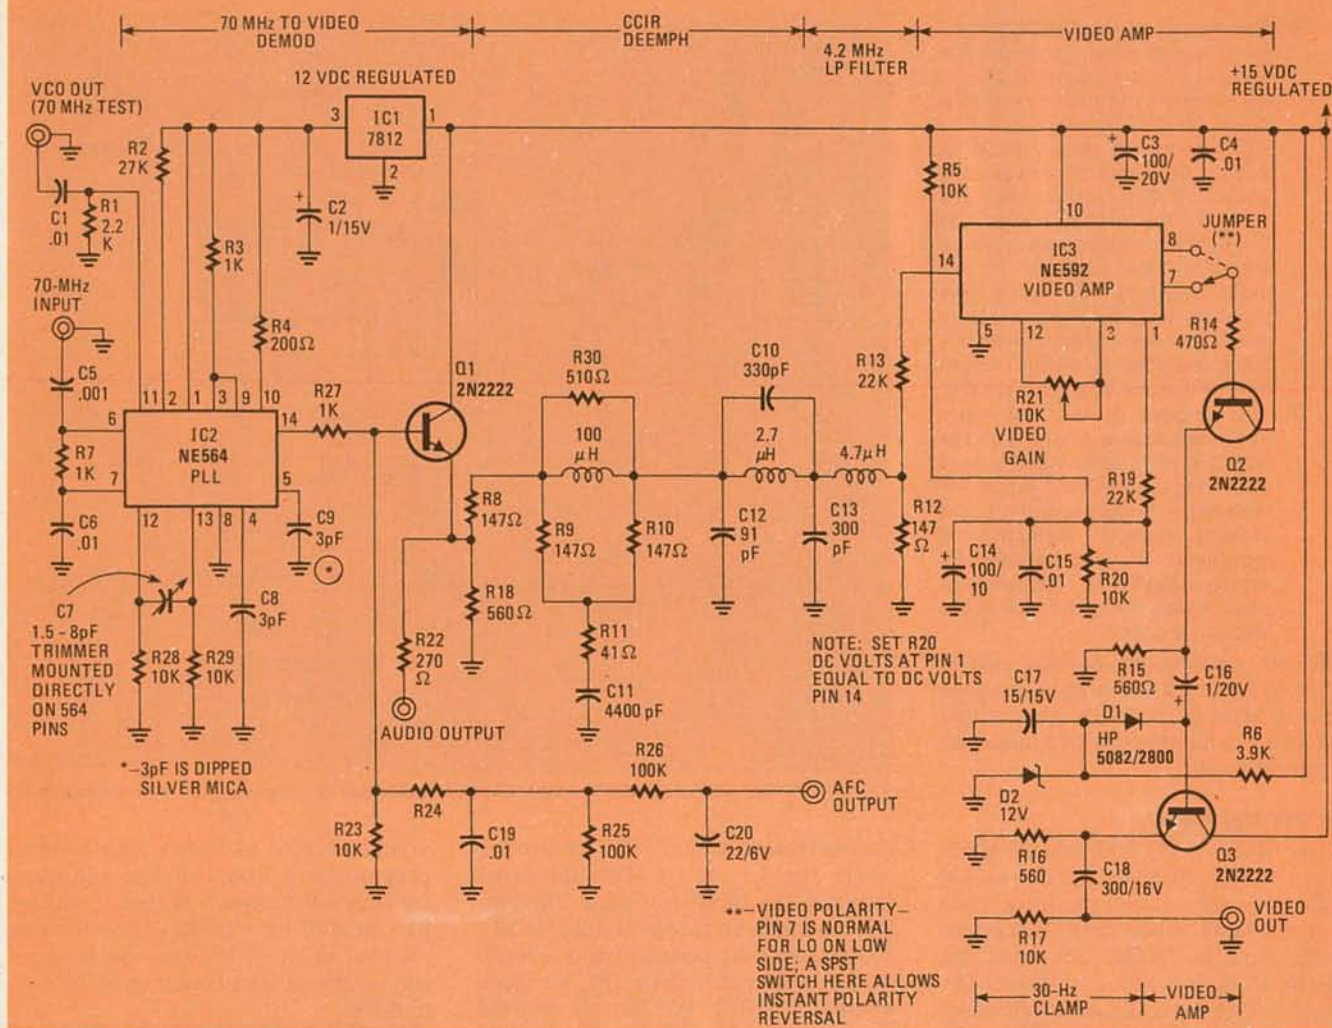 70 MHz TO VIDEO
DEMOD
CCIR
DEEMPH
4.2 MHz
LP FILTER
VIDEO AMP
+15 VDC
REGULATED
VCO OUT
(70 MHz TEST)
12 VDC REGULATED
3
IC1
7812
1
2
R2
27K
C1
.01
R1
2.2
K
R3
1K
C2
1/15V
R4
200Ω
70-MHz
INPUT
C5
.001
R7
1K
C6
.01
11
2
1
3
9
10
6
7
14
5
IC2
NE564
PLL
12
13
8
4
R27
1K
C9
3pF
*
C8
3pF
C7
1.5-8pF
TRIMMER
MOUNTED
DIRECTLY
ON 564
PINS
R28
10K
R29
10K
*-3pF IS DIPPED
SILVER MICA
Q1
2N2222
R8
147Ω
R18
560Ω
R22
270
Ω
AUDIO OUTPUT
R30
510Ω
100
μH
R9
147Ω
R10
147Ω
R11
41Ω
C11
4400 pF
C10
330pF
2.7
μH
4.7μH
C12
91
pF
C13
300
pF
R13
22K
R12
147
Ω
R5
10K
C3
100/
20V
C4
.01
10
14
IC3
NE592
VIDEO AMP
8
7
JUMPER
(**)
5
12
3
1
R21
10K
VIDEO
GAIN
R14
470Ω
Q2
2N2222
R19
22K
C14
100/
10
C15
.01
R20
10K
NOTE: SET R20
DC VOLTS AT PIN 1
EQUAL TO DC VOLTS
PIN 14
R15
560Ω
C16
1/20V
C17
15/15V
D1
HP
5082/2800
R6
3.9K
D2
12V
R16
560
C18
300/16V
Q3
2N2222
R17
10K
VIDEO
OUT
R23
10K
R24
C19
.01
R25
100K
R26
100K
C20
22/6V
AFC
OUTPUT
**-VIDEO POLARITY-
PIN 7 IS NORMAL
FOR LO ON LOW
SIDE; A SPST
SWITCH HERE ALLOWS
INSTANT POLARITY
REVERSAL
30-Hz
CLAMP
VIDEO
AMP